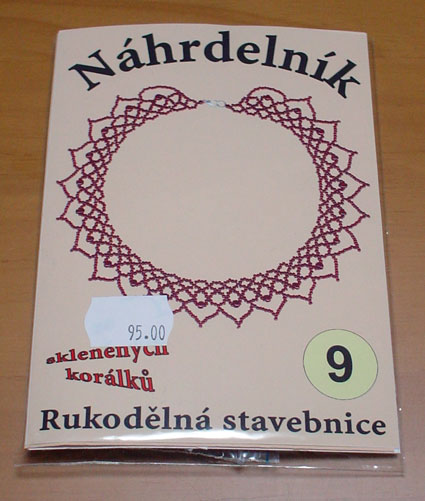 Náhrdelník
95.00
skleněných
korálků
9
Rukodělná stavebnice